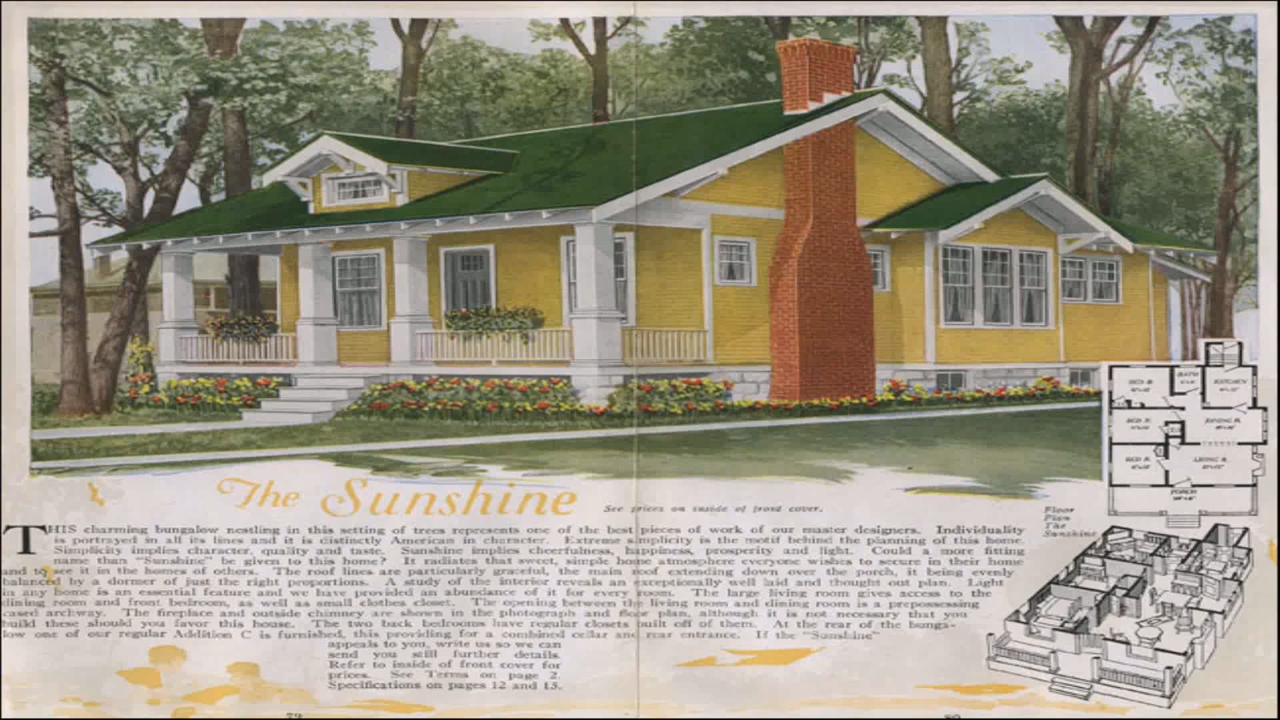 The Sunshine
See prices on inside of front cover.
THIS charming bungalow nestling in this setting of trees represents one of the best pieces of work of our master designers. Individuality
is portrayed in all its lines and it is distinctly American in character. Extreme simplicity is the motif behind the planning of this home.
Simplicity implies character, quality and taste. Sunshine implies cheerfulness, happiness, prosperity and light. Could a more fitting
name than "Sunshine" be given to this home? It radiates that sweet, simple home atmosphere everyone wishes to secure in their home
and to see it in the homes of others. The roof lines are particularly graceful, the main roof extending down over the porch, it being evenly
balanced by a dormer of just the right proportions. A study of the interior reveals an exceptionally well laid and thought out plan. Light
in any home is an essential feature and we have provided an abundance of it for every room. The large living room gives access to the
dining room and front bedroom, as well as small clothes closet. The opening between the living room and dining room is a prepossessing
archway. The fireplace and outside chimney are shown in the photograph and floor plan, although it is not necessary that you
build these should you favor this house. The two back bedrooms have regular closets built off of them. At the rear of the bunga-
low one of our regular Addition C is furnished, this providing for a combined cellar and rear entrance. If the "Sunshine"
appeals to you, write us so we can
send you still further details.
Refer to inside of front cover for
prices. See Terms on page 2.
Specifications on pages 12 and 13.
BATH
KITCHEN
DINING R.
LIVING R.
PORCH
Floor
Plan
The
Sunshine